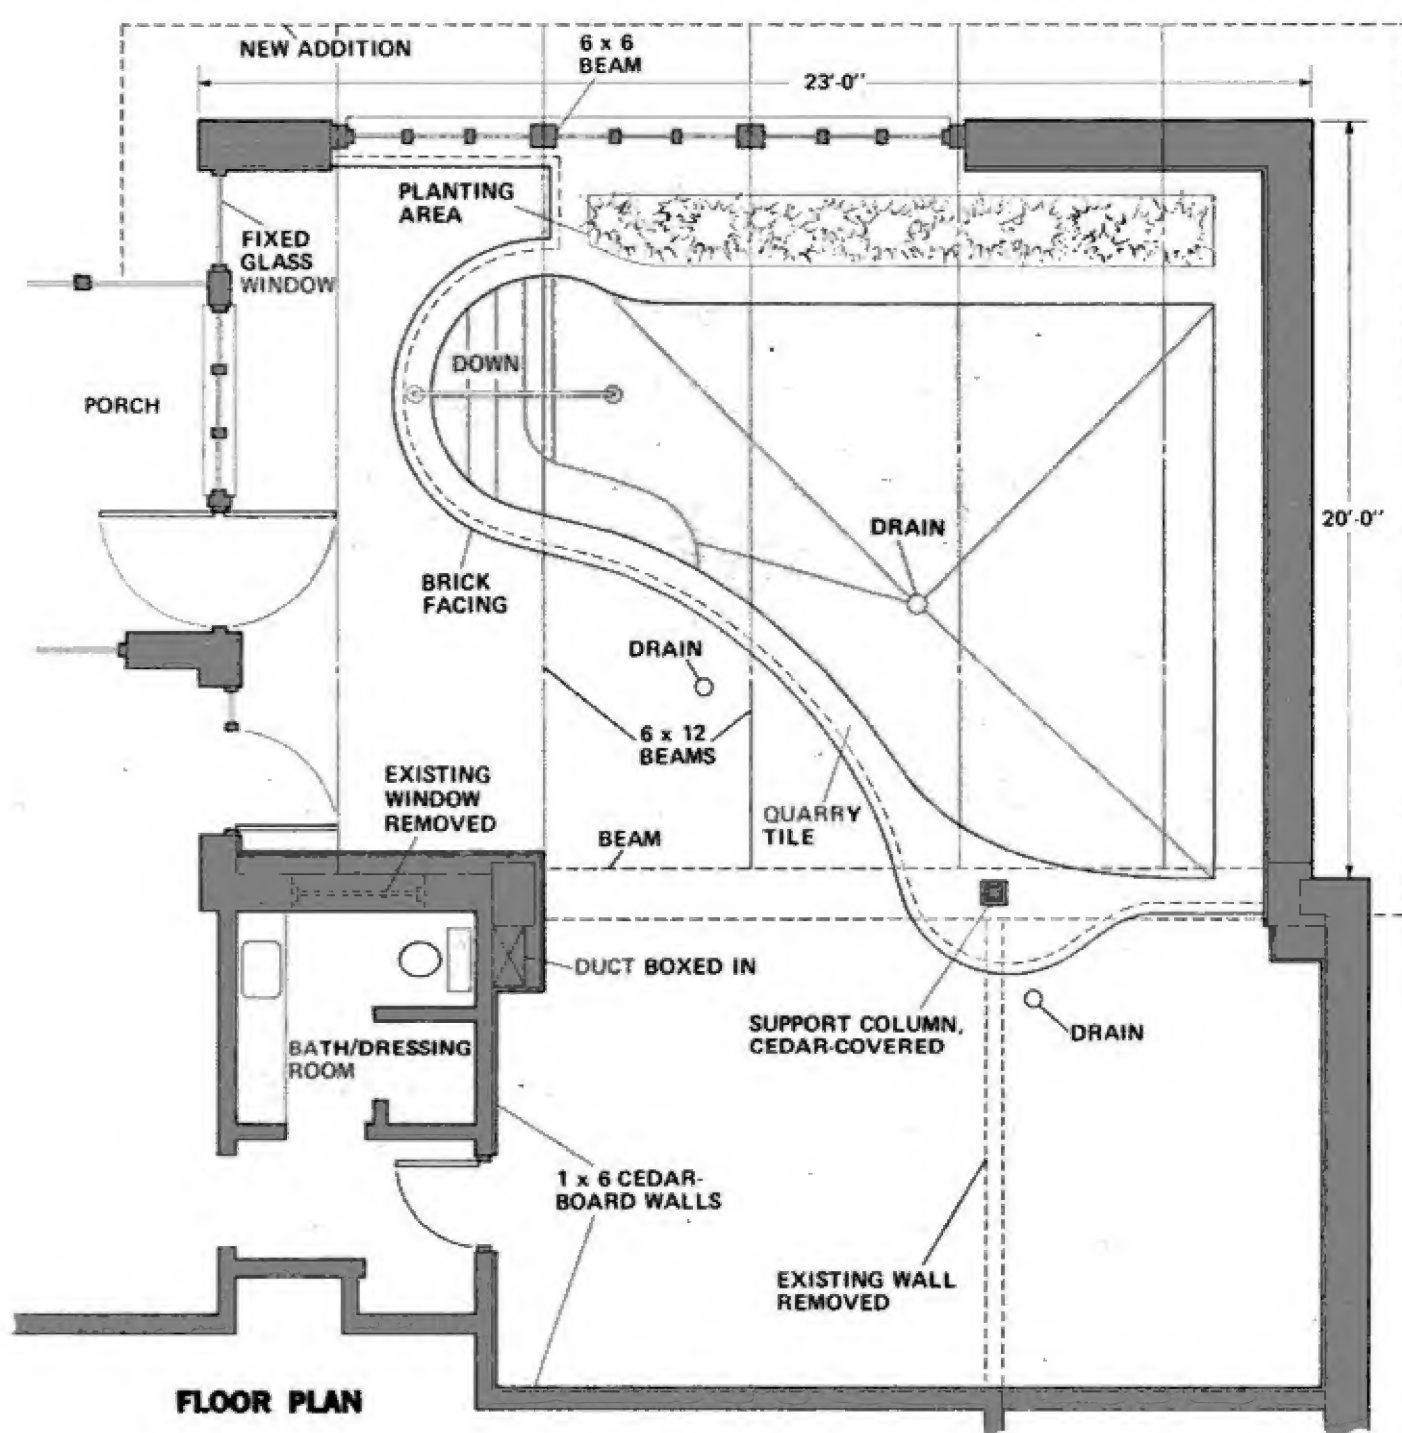 NEW ADDITION
6 x 6
BEAM
23'-0"
PLANTING
AREA
FIXED
GLASS
WINDOW
DOWN
PORCH
DRAIN
20'-0"
BRICK
FACING
DRAIN
6 x 12
BEAMS
EXISTING
WINDOW
REMOVED
BEAM
QUARRY
TILE
DUCT BOXED IN
SUPPORT COLUMN,
CEDAR-COVERED
DRAIN
BATH/DRESSING
ROOM
1 x 6 CEDAR-
BOARD WALLS
EXISTING WALL
REMOVED
FLOOR PLAN